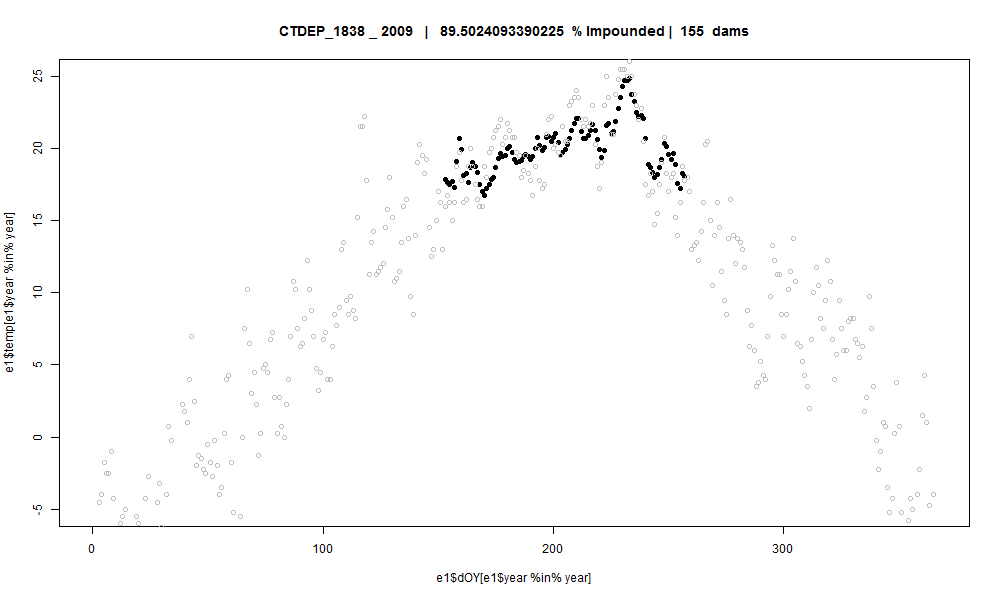 CTDEP_1838 _ 2009 | 89.5024093390225 % Impounded | 155 dams
e1$temp[e1$year %in% year]
25
20
15
10
5
0
-5
0 100 200 300
e1$dOY[e1$year %in% year]